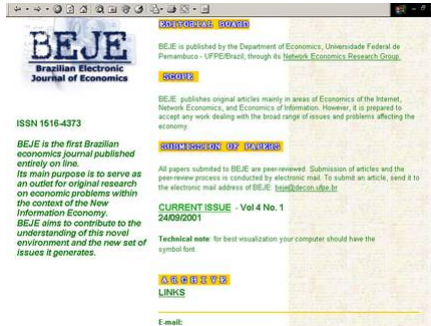 BEJE
Brazilian Electronic
Journal of Economics
ISSN 1516-4373
BEJE is the first Brazilian
economics journal published
entirely on line.
Its main purpose is to serve as
an outlet for original research
on economic problems within
the context of the New
Information Economy.
BEJE aims to contribute to the
understanding of this novel
environment and the new set of
issues it generates.
EDITORIAL BOARD
BEJE is published by the Department of Economics, Universidade Federal de
Pernambuco - UFPE/Brazil, through its Network Economics Research Group.
SCOPE
BEJE publishes original articles mainly in areas of Economics of the Internet,
Network Economics, and Economics of Information. However, it is prepared to
accept any work dealing with the broad range of issues and problems affecting the
economy.
SUBMISSION OF PAPERS
All papers submited to BEJE are peer-reviewed. Submission of articles and the
peer-review process is conducted by electronic mail. To submit an article, send it to
the electronic mail address of BEJE: beje@decon.ufpe.br
CURRENT ISSUE - Vol 4 No. 1
24/09/2001
Technical note: for best visualization your computer should have the
symbol font.
ARCHIVE
LINKS
E-mail: